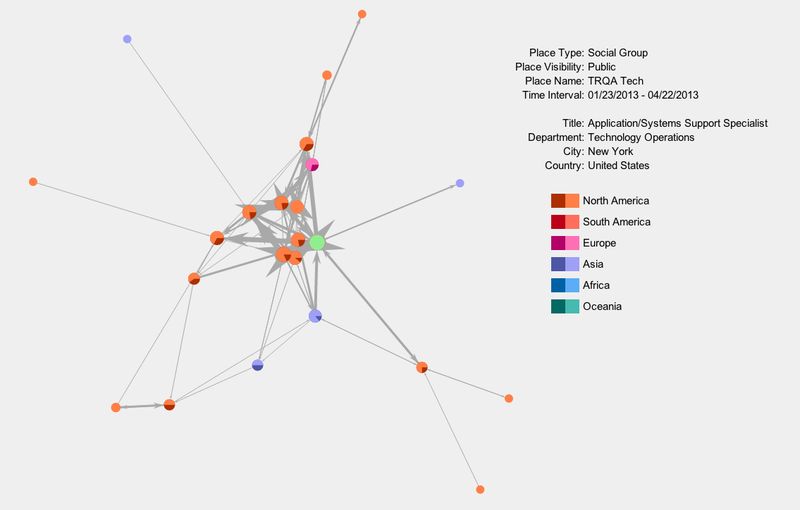 Place Type: Social Group
Place Visibility: Public
Place Name: TRQA Tech
Time Interval: 01/23/2013 - 04/22/2013
Title: Application/Systems Support Specialist
Department: Technology Operations
City: New York
Country: United States
North America
South America
Europe
Asia
Africa
Oceania